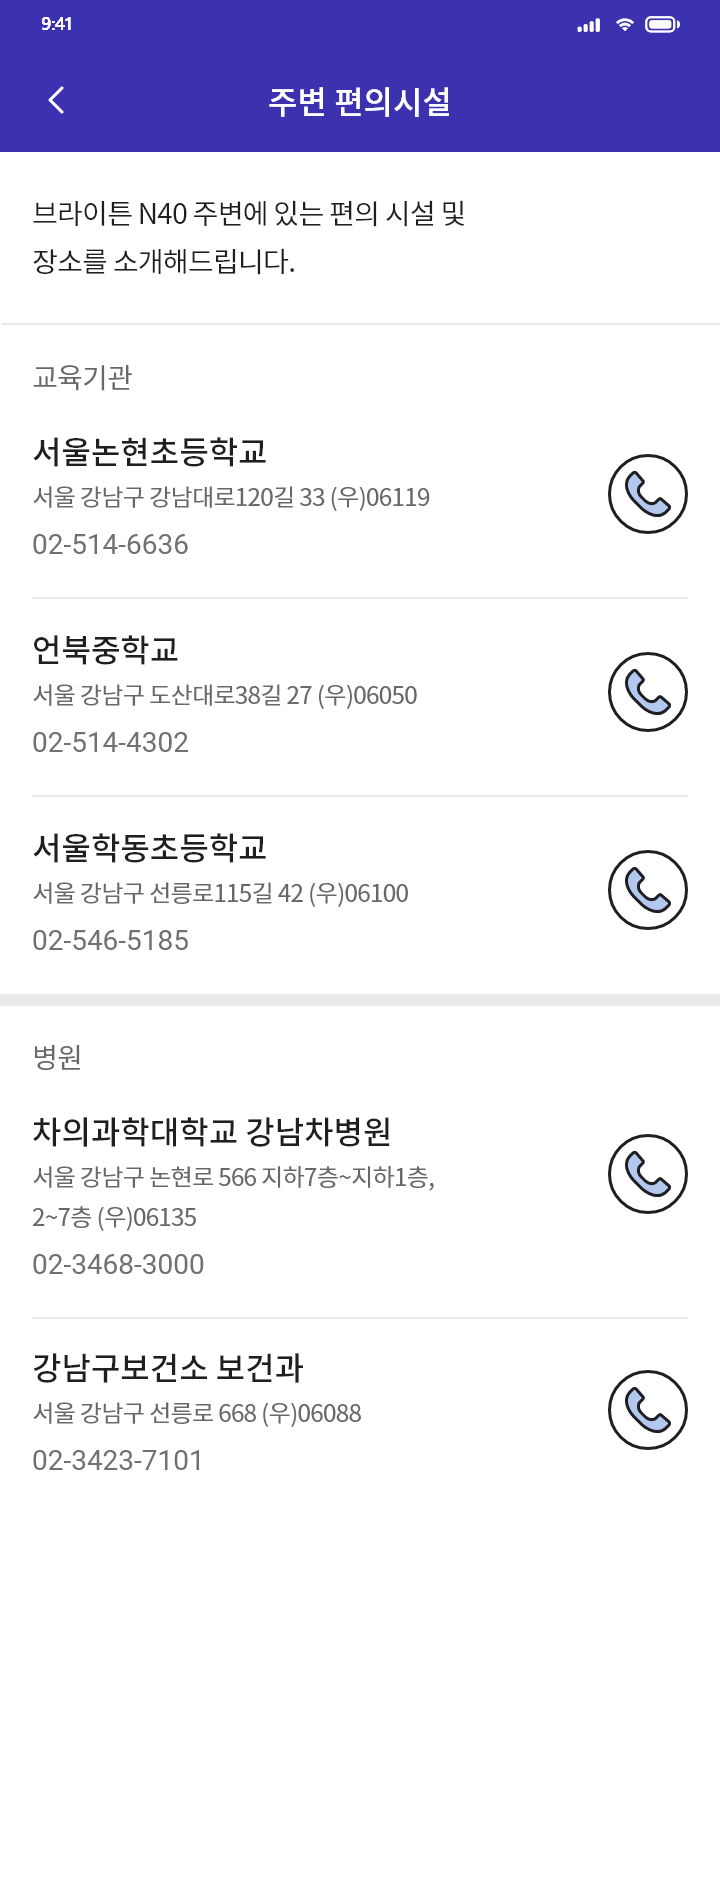 9:41
주변 편의시설
브라이튼 N40 주변에 있는 편의 시설 및
장소를 소개해드립니다.
교육기관
서울논현초등학교
서울 강남구 강남대로120길 33 (우)06119
02-514-6636
언북중학교
서울 강남구 도산대로38길 27 (우)06050
02-514-4302
서울학동초등학교
서울 강남구 선릉로115길 42 (우)06100
02-546-5185
병원
차의과학대학교 강남차병원
서울 강남구 논현로 566 지하7층~지하1층,
2~7층 (우)06135
02-3468-3000
강남구보건소 보건과
서울 강남구 선릉로 668 (우)06088
02-3423-7101